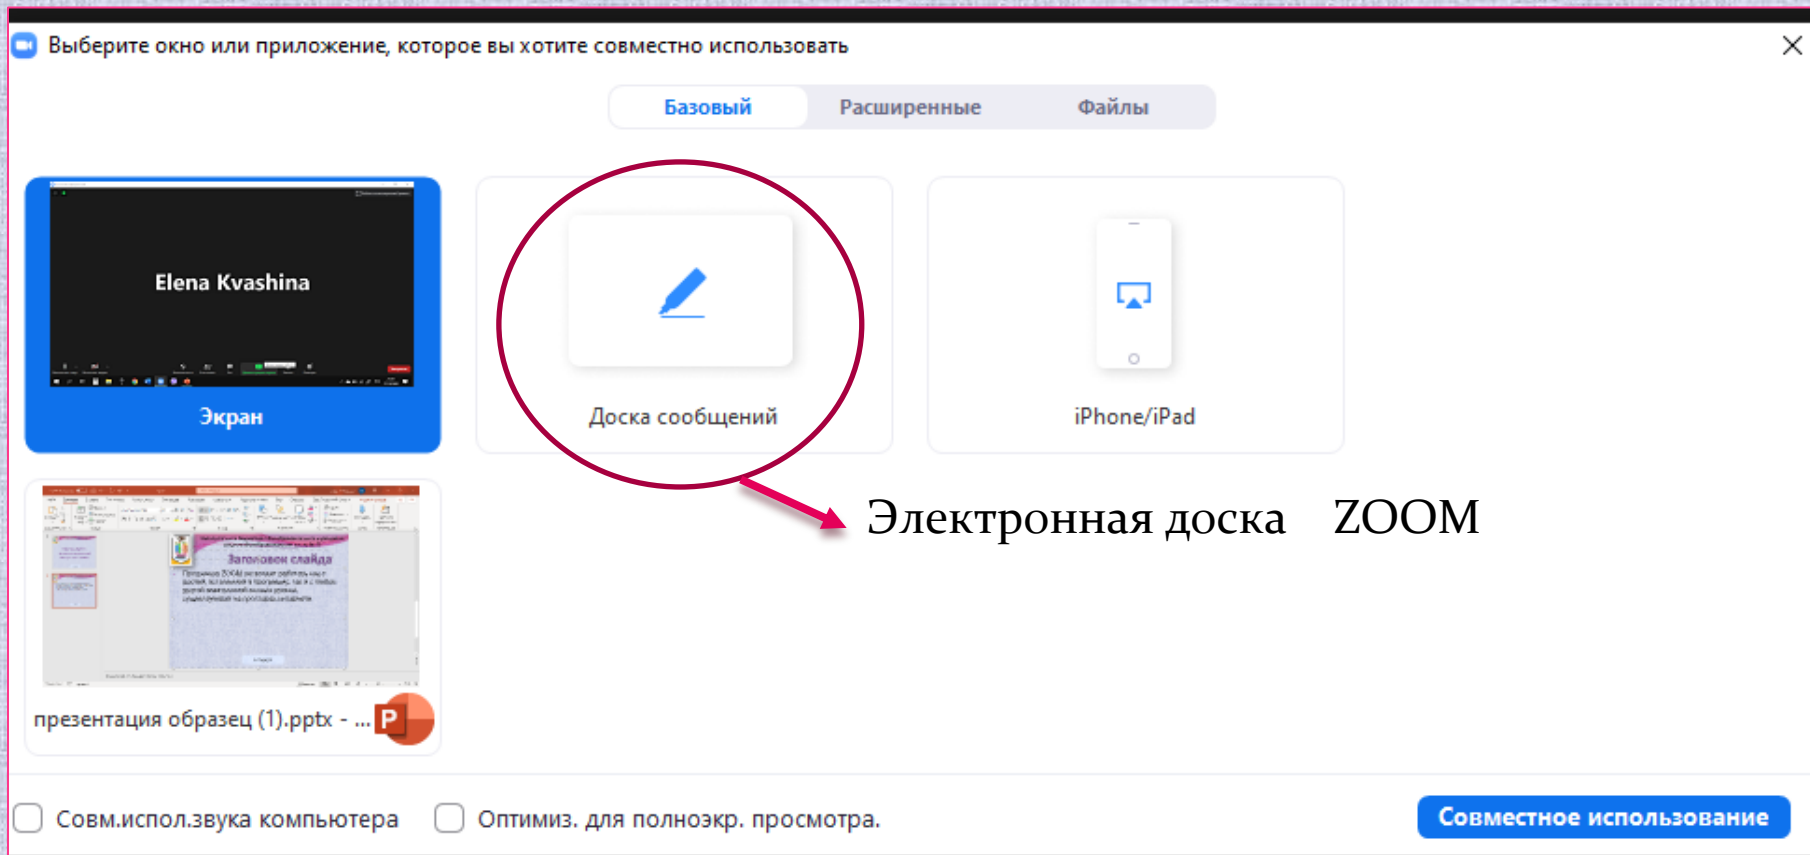 Выберите окно или приложение, которое вы хотите совместно использовать
Базовый Расширенные Файлы
Elena Kvashina
Экран
Доска сообщений
iPhone/iPad
Электронная доска ZOOM
Заголовок слайда
презентация образец (1).pptx - ...
Совм.испол.звука компьютера
Оптимиз. для полноэкр. просмотра.
Совместное использование